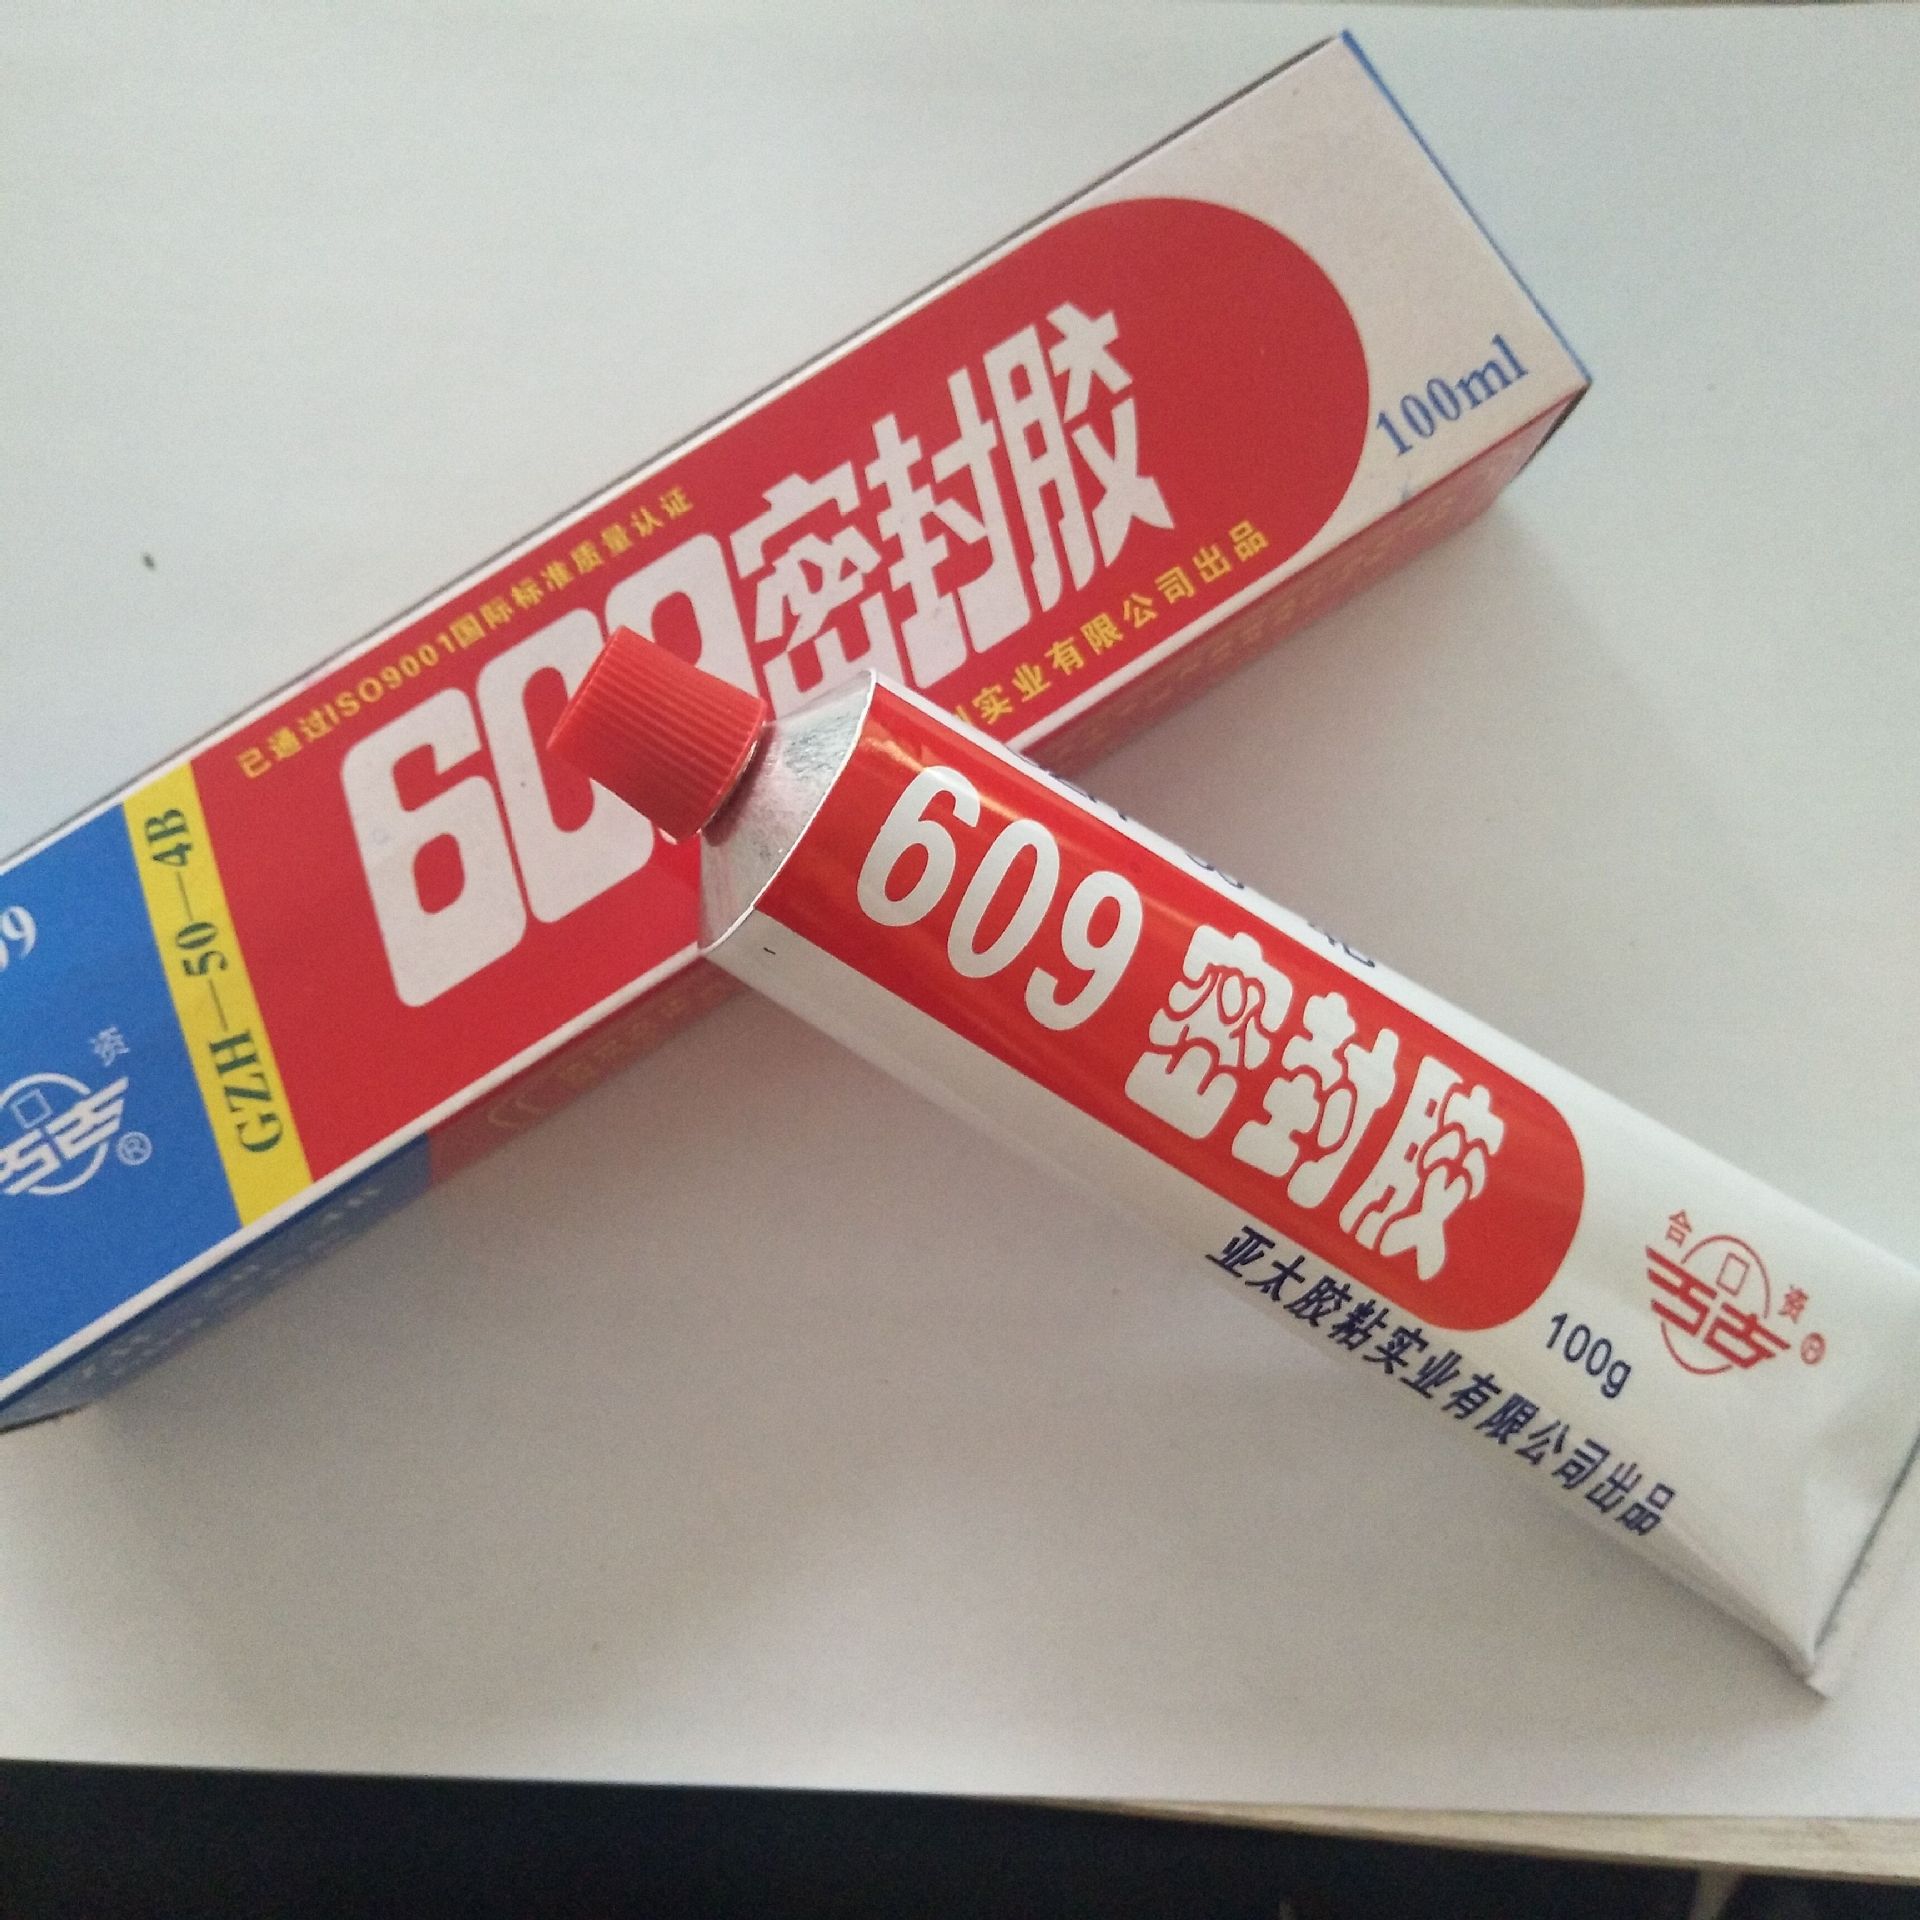 已通过ISO9001国际标准质量认证
609密封胶
实业有限公司出品
100ml
GZH—50—4B
资
®
609密封胶
亚太胶粘实业有限公司出品
100g
合
资
®